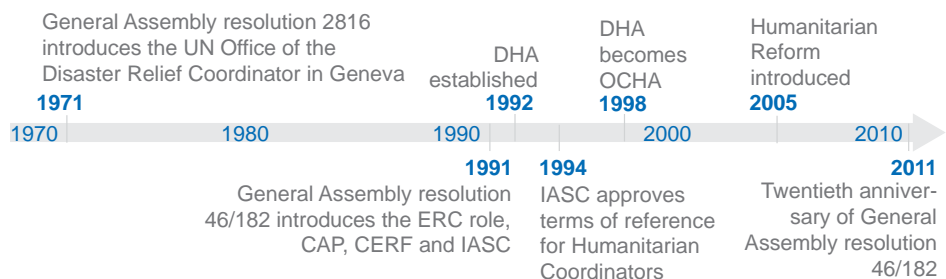 General Assembly resolution 2816
introduces the UN Office of the
Disaster Relief Coordinator in Geneva
1971
DHA
established
1992
DHA
becomes
OCHA
1998
Humanitarian
Reform
introduced
2005
1970
1980
1990
2000
2010
1991
General Assembly resolution
46/182 introduces the ERC role,
CAP, CERF and IASC
1994
IASC approves
terms of reference
for Humanitarian
Coordinators
2011
Twentieth anniver-
sary of General
Assembly resolution
46/182